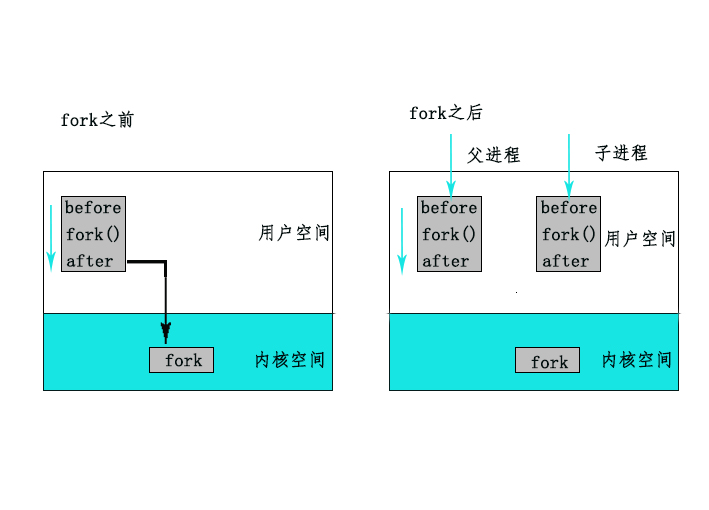 fork之前
before
fork()
after
用户空间
fork
内核空间
fork之后
父进程
子进程
before
fork()
after
before
fork()
after
用户空间
fork
内核空间